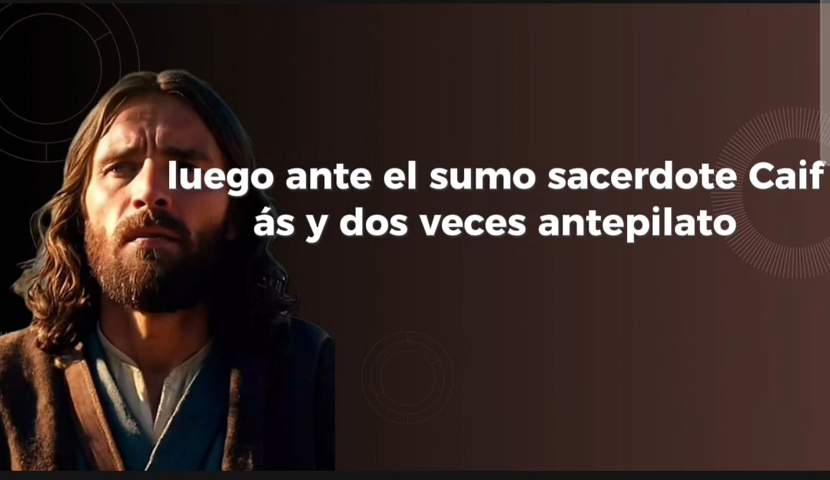 luego ante el sumo sacerdote Caif
ás y dos veces antepilato